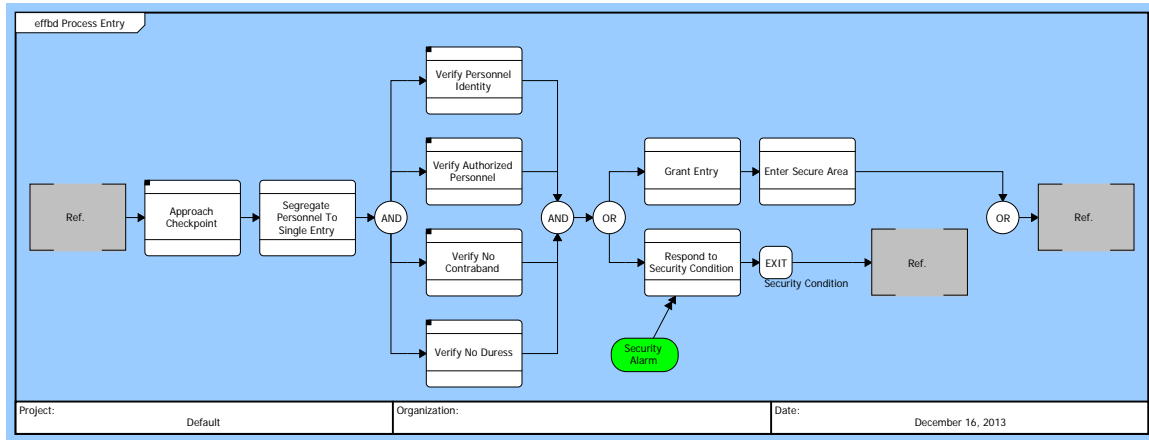 effbd Process Entry
Ref.
Approach
Checkpoint
Segregate
Personnel To
Single Entry
AND
Verify Personnel
Identity
Verify Authorized
Personnel
Verify No
Contraband
Verify No Duress
AND
OR
Grant Entry
Enter Secure Area
Respond to
Security Condition
EXIT
Security Condition
Security
Alarm
Ref.
OR
Ref.
Project:
Default
Organization:
Date:
December 16, 2013